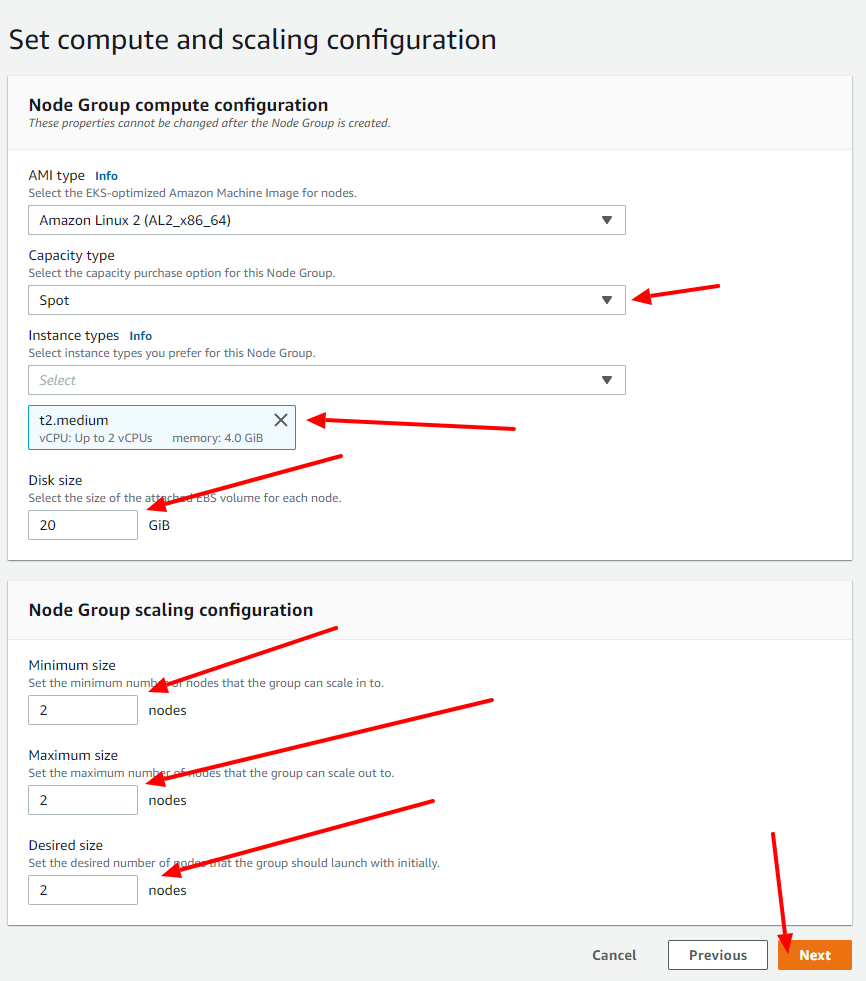 Set compute and scaling configuration
Node Group compute configuration
These properties cannot be changed after the Node Group is created.
AMI type Info
Select the EKS-optimized Amazon Machine Image for nodes.
Amazon Linux 2 (AL2_x86_64)
Capacity type
Select the capacity purchase option for this Node Group.
Spot
Instance types Info
Select instance types you prefer for this Node Group.
Select
t2.medium
vCPU: Up to 2 vCPUs memory: 4.0 GiB
Disk size
Select the size of the attached EBS volume for each node.
20 GiB
Node Group scaling configuration
Minimum size
Set the minimum number of nodes that the group can scale in to.
2 nodes
Maximum size
Set the maximum number of nodes that the group can scale out to.
2 nodes
Desired size
Set the desired number of nodes that the group should launch with initially.
2 nodes
Cancel Previous Next